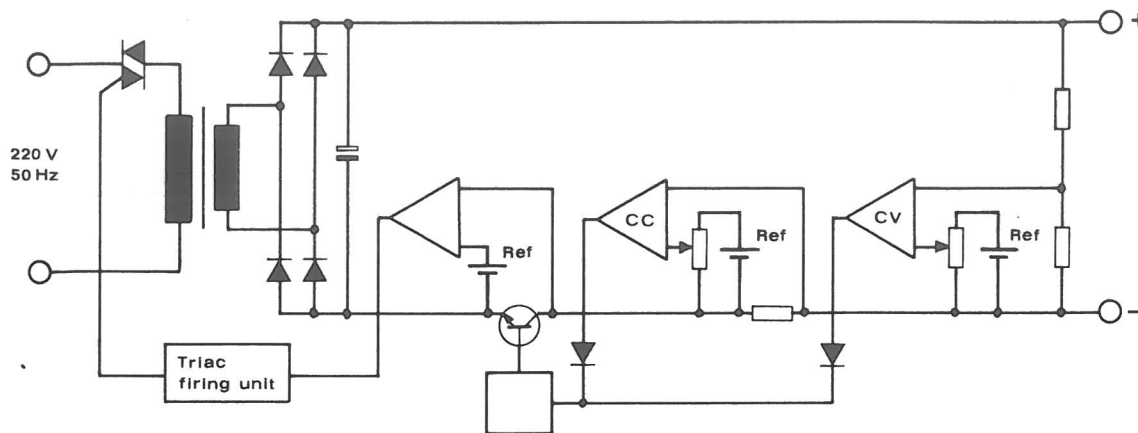 +
220 V
50 Hz
CC
CV
Ref
Ref
Ref
−
Triac
firing unit